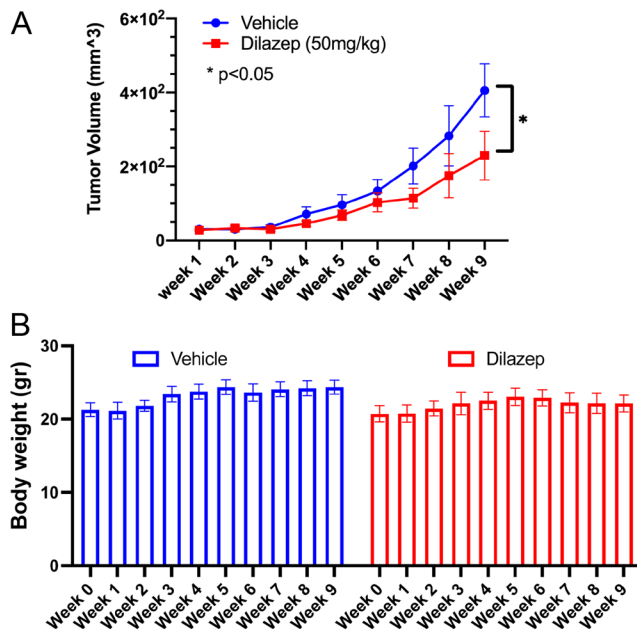 A
Tumor Volume (mm^3)
6×10²
4×10²
2×10²
0
Vehicle
Dilazep (50mg/kg)
* p<0.05
*
week 1
Week 2
Week 3
Week 4
Week 5
Week 6
Week 7
Week 8
Week 9
B
Body weight (gr)
30
20
10
0
Vehicle
Dilazep
Week 0
Week 1
Week 2
Week 3
Week 4
Week 5
Week 6
Week 7
Week 8
Week 9
Week 0
Week 1
Week 2
Week 3
Week 4
Week 5
Week 6
Week 7
Week 8
Week 9